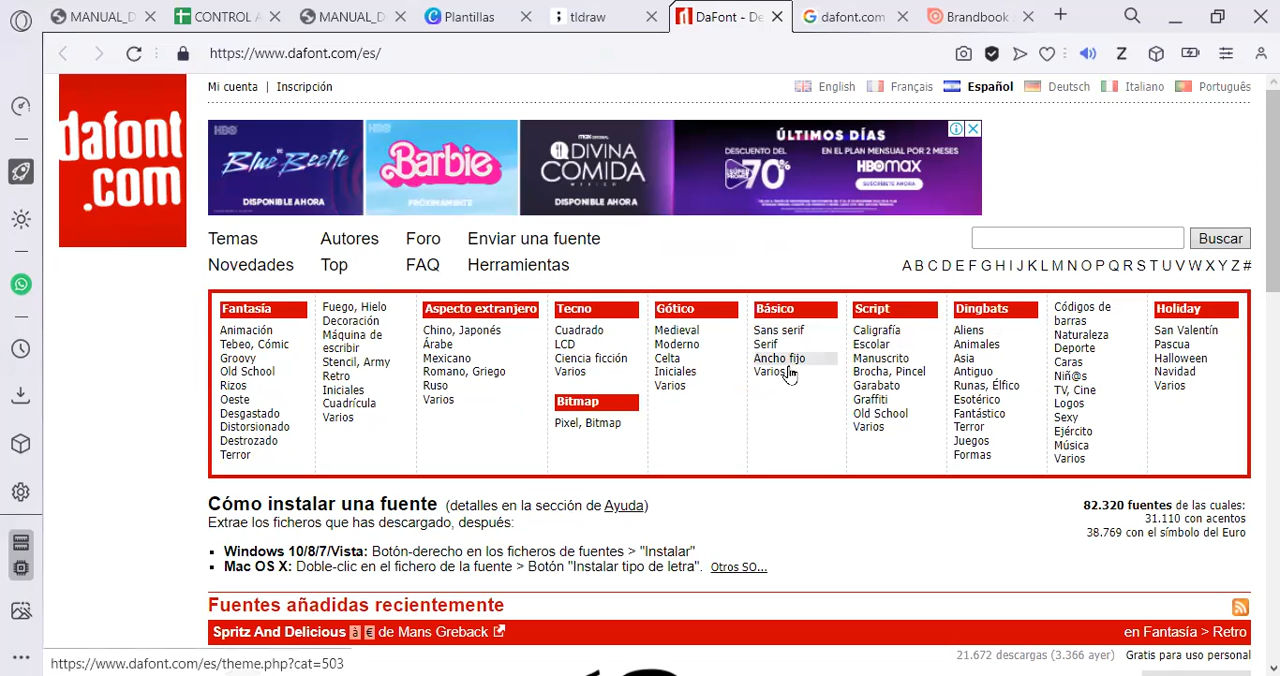 MANUAL_D
CONTROL A
MANUAL_D
Plantillas
tldraw
DaFont - De
dafont.com
Brandbook
https://www.dafont.com/es/
dafont
.com
Mi cuenta | Inscripción
English
Français
Español
Deutsch
Italiano
Português
HBO
BLUE BEETLE
DISPONIBLE AHORA
HBO
Barbie
PRÓXIMAMENTE
max ORIGINAL
DIVINA
COMIDA
MÉXICO
DISPONIBLE AHORA
ÚLTIMOS DÍAS
DESCUENTO DEL
70%
EN EL PLAN MENSUAL POR 2 MESES
HBOMAX
SUSCRÍBETE AHORA
Temas
Autores
Foro
Enviar una fuente
Buscar
Novedades
Top
FAQ
Herramientas
A B C D E F G H I J K L M N O P Q R S T U V W X Y Z #
Fantasía
Animación
Tebeo, Cómic
Groovy
Old School
Rizos
Oeste
Desgastado
Distorsionado
Destrozado
Terror
Fuego, Hielo
Decoración
Máquina de
escribir
Stencil, Army
Retro
Iniciales
Cuadrícula
Varios
Aspecto extranjero
Chino, Japonés
Árabe
Mexicano
Romano, Griego
Ruso
Varios
Tecno
Cuadrado
LCD
Ciencia ficción
Varios
Bitmap
Pixel, Bitmap
Gótico
Medieval
Moderno
Celta
Iniciales
Varios
Básico
Sans serif
Serif
Ancho fijo
Varios
Script
Caligrafía
Escolar
Manuscrito
Brocha, Pincel
Garabato
Graffiti
Old School
Varios
Dingbats
Aliens
Animales
Asia
Antiguo
Runas, Élfico
Esotérico
Fantástico
Terror
Juegos
Formas
Códigos de
barras
Naturaleza
Deporte
Caras
Niñ@s
TV, Cine
Logos
Sexy
Ejército
Música
Varios
Holiday
San Valentín
Pascua
Halloween
Navidad
Varios
Cómo instalar una fuente (detalles en la sección de Ayuda)
Extrae los ficheros que has descargado, después:
▪ Windows 10/8/7/Vista: Botón-derecho en los ficheros de fuentes > "Instalar"
▪ Mac OS X: Doble-clic en el fichero de la fuente > Botón "Instalar tipo de letra". Otros SO...
82.320 fuentes de las cuales:
31.110 con acentos
38.769 con el símbolo del Euro
Fuentes añadidas recientemente
Spritz And Delicious à € de Mans Greback
en Fantasía > Retro
21.672 descargas (3.366 ayer)
Gratis para uso personal
https://www.dafont.com/es/theme.php?cat=503